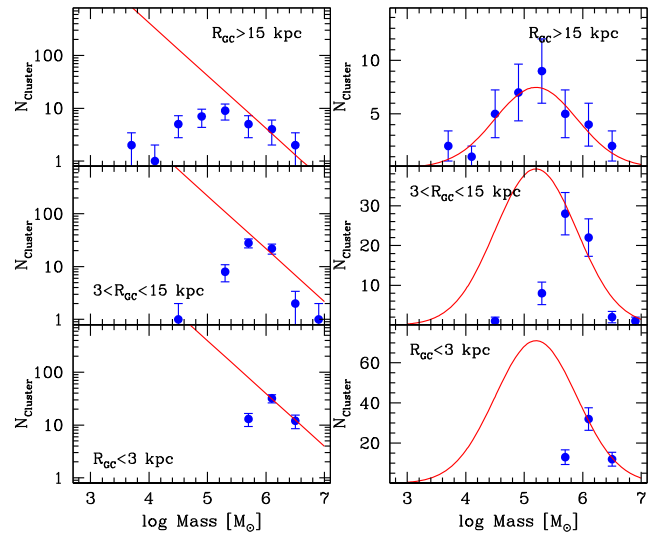 R_GC>15 kpc
N_Cluster
100
10
1
3<R_GC<15 kpc
N_Cluster
100
10
1
R_GC<3 kpc
N_Cluster
100
10
1
3 4 5 6 7
log Mass [M_⊙]
R_GC>15 kpc
N_Cluster
10
5
3<R_GC<15 kpc
N_Cluster
30
20
10
R_GC<3 kpc
N_Cluster
60
40
20
3 4 5 6 7
log Mass [M_⊙]